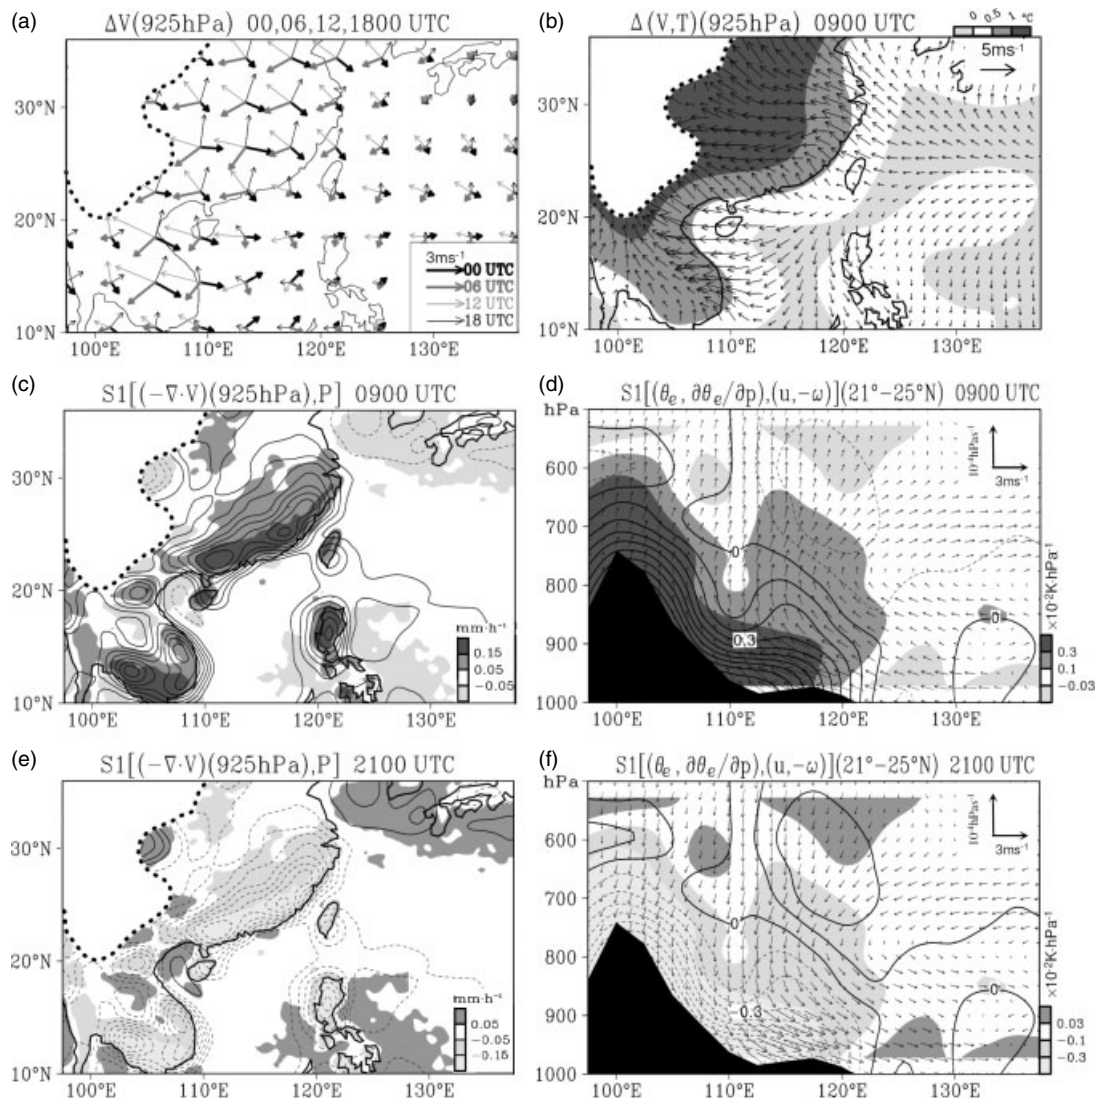 (a) ΔV(925hPa) 00,06,12,1800 UTC
30°N
20°N
10°N
3ms⁻¹
00 UTC
06 UTC
12 UTC
18 UTC
100°E 110°E 120°E 130°E
(b) Δ(V,T)(925hPa) 0900 UTC
0 0.5 1 °C
5ms⁻¹
30°N
20°N
10°N
100°E 110°E 120°E 130°E
(c) S1[(−∇·V)(925hPa),P] 0900 UTC
30°N
20°N
mm·h⁻¹
0.15
0.05
−0.05
10°N
100°E 110°E 120°E 130°E
(d) S1[(θe, ∂θe/∂p),(u,−ω)](21°−25°N) 0900 UTC
hPa
10⁻⁴hPas⁻¹
3ms⁻¹
600
700
0
800
900
0.3
0
×10⁻²K·hPa⁻¹
0.3
0.1
−0.03
1000
100°E 110°E 120°E 130°E
(e) S1[(−∇·V)(925hPa),P] 2100 UTC
30°N
20°N
mm·h⁻¹
0.05
−0.05
−0.15
10°N
100°E 110°E 120°E 130°E
(f) S1[(θe, ∂θe/∂p),(u,−ω)](21°−25°N) 2100 UTC
hPa
10⁻⁴hPas⁻¹
3ms⁻¹
600
700
0
800
900
0.3
0
×10⁻²K·hPa⁻¹
0.03
−0.1
−0.3
1000
100°E 110°E 120°E 130°E